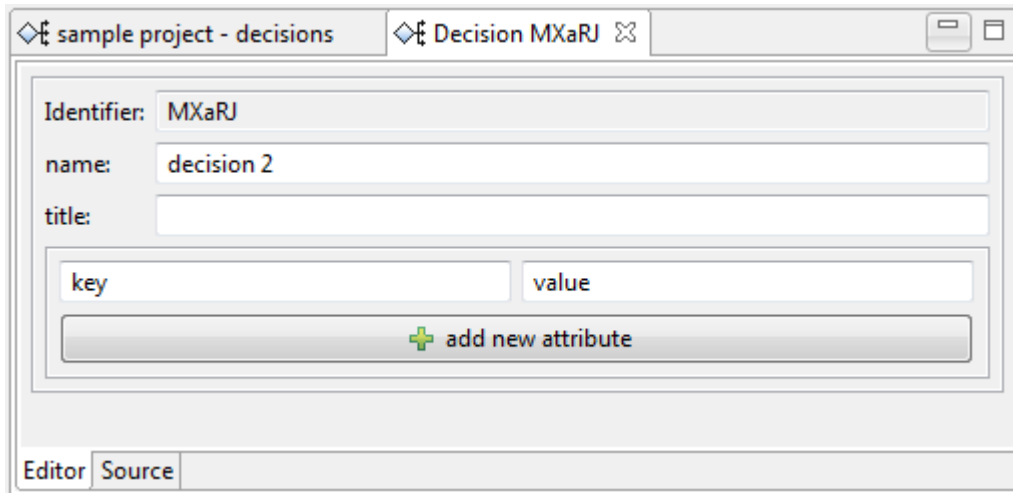 sample project - decisions Decision MXaRJ
Identifier: MXaRJ
name: decision 2
title:
key value
add new attribute
Editor Source